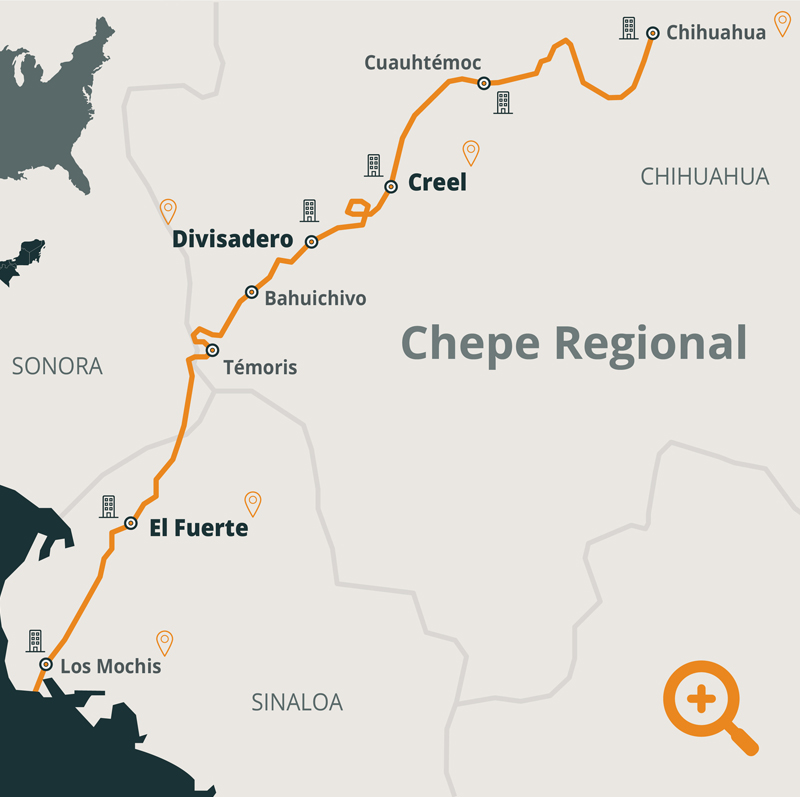 Chihuahua
Cuauhtémoc
CHIHUAHUA
Creel
Divisadero
Bahuichivo
Chepe Regional
SONORA
Témoris
El Fuerte
Los Mochis
SINALOA